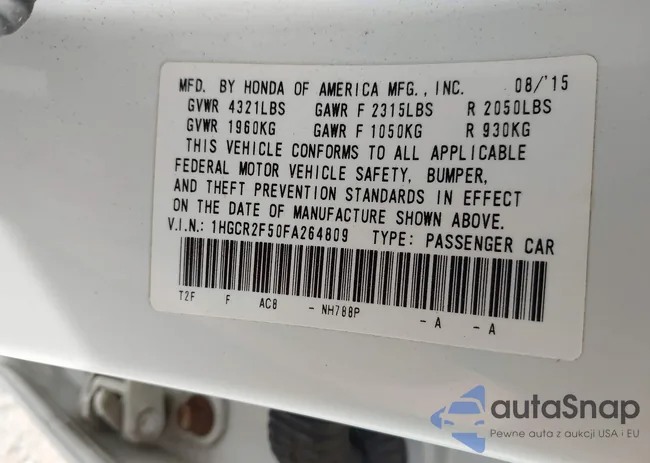 MFD. BY HONDA OF AMERICA MFG., INC. 08/'15
GVWR 4321LBS GAWR F 2315LBS R 2050LBS
GVWR 1960KG GAWR F 1050KG R 930KG
THIS VEHICLE CONFORMS TO ALL APPLICABLE
FEDERAL MOTOR VEHICLE SAFETY, BUMPER,
AND THEFT PREVENTION STANDARDS IN EFFECT
ON THE DATE OF MANUFACTURE SHOWN ABOVE.
V.I.N.: 1HGCR2F50FA264809 TYPE: PASSENGER CAR
T2F F AC8 - NH788P - A - A
autaSnap
Pewne auta z aukcji USA i EU